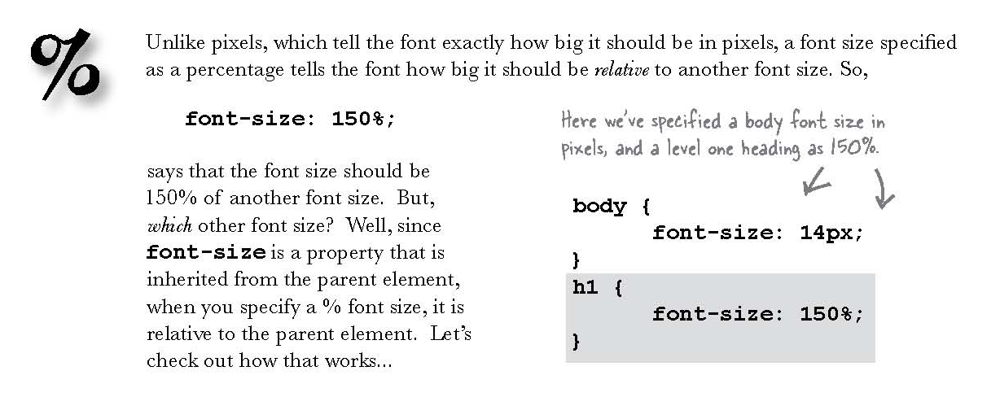 %
Unlike pixels, which tell the font exactly how big it should be in pixels, a font size specified
as a percentage tells the font how big it should be relative to another font size. So,
font-size: 150%;
says that the font size should be
150% of another font size. But,
which other font size? Well, since
font-size is a property that is
inherited from the parent element,
when you specify a % font size, it is
relative to the parent element. Let's
check out how that works...
Here we've specified a body font size in
pixels, and a level one heading as 150%.
body {
font-size: 14px;
}
h1 {
font-size: 150%;
}